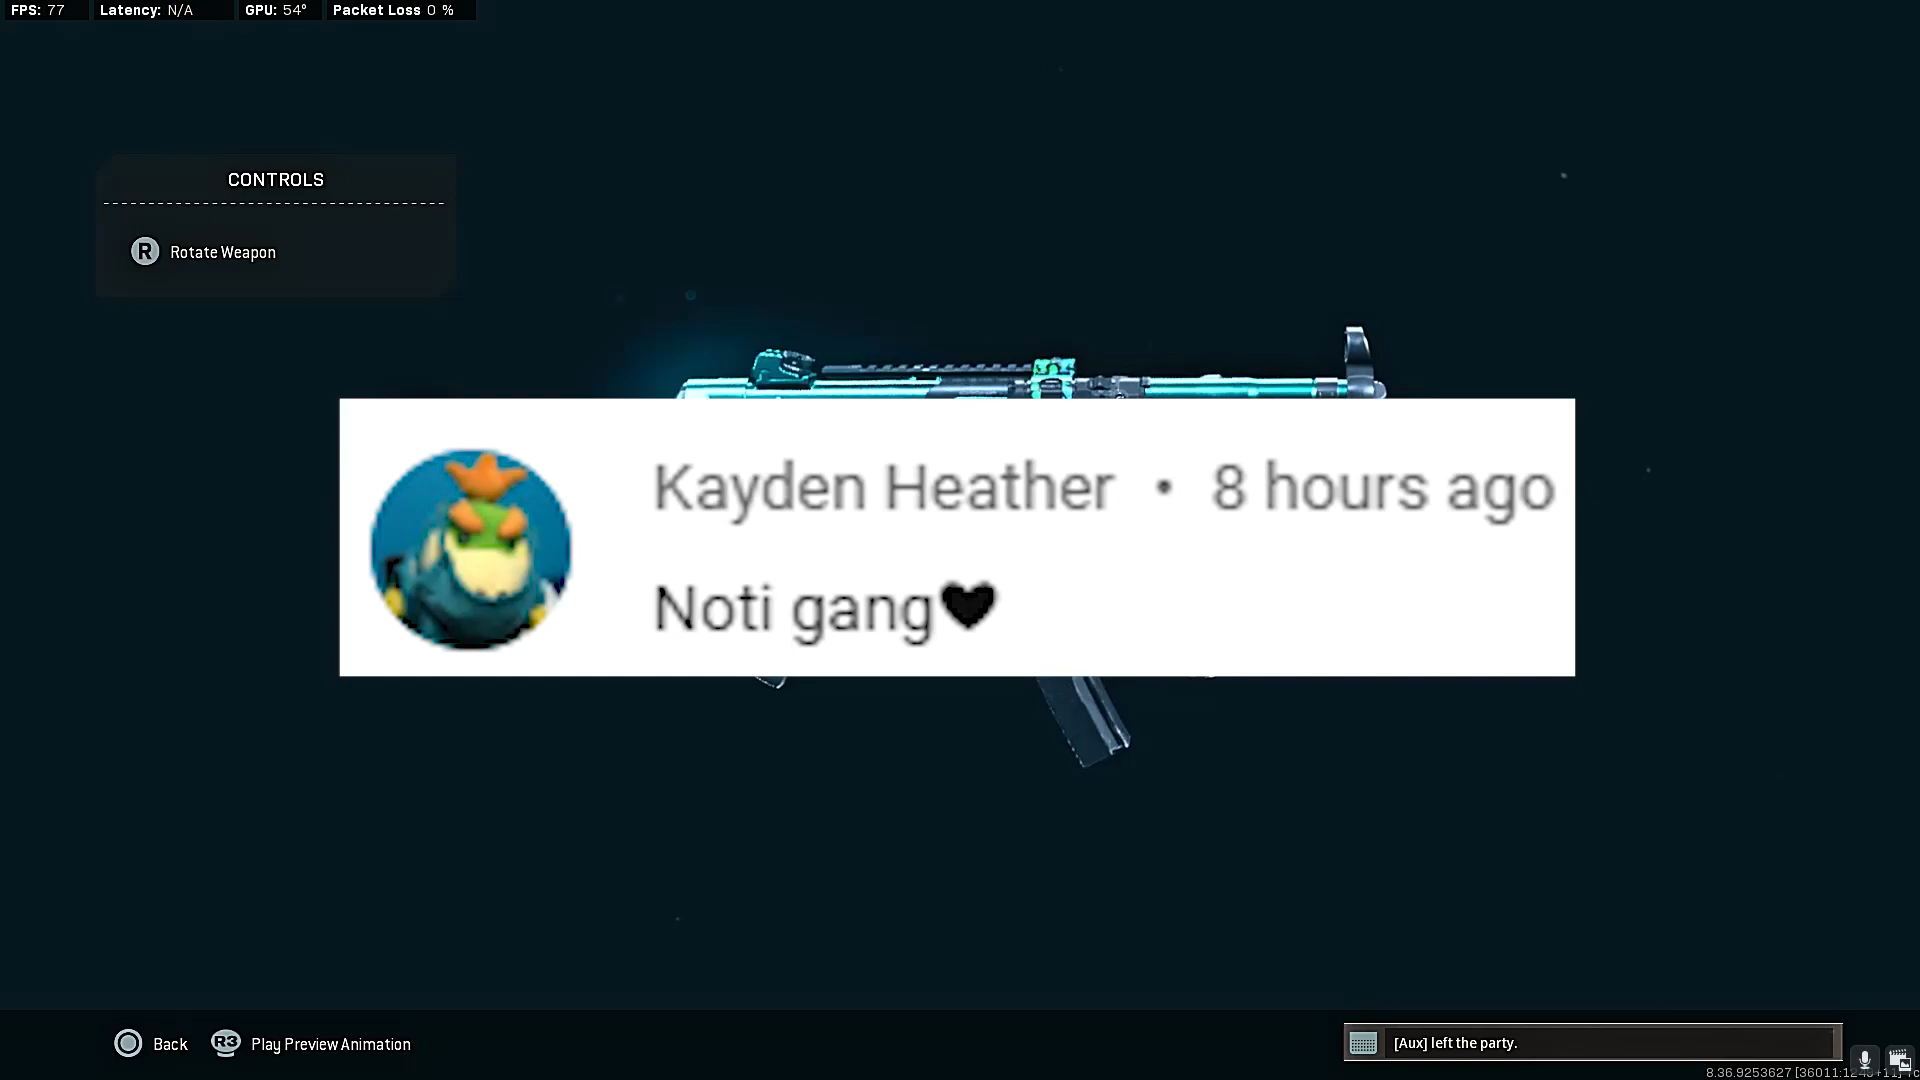 FPS: 77 Latency: N/A GPU: 54° Packet Loss 0 %
CONTROLS
R Rotate Weapon
Kayden Heather • 8 hours ago
Noti gang🖤
Back R3 Play Preview Animation
[Aux] left the party.